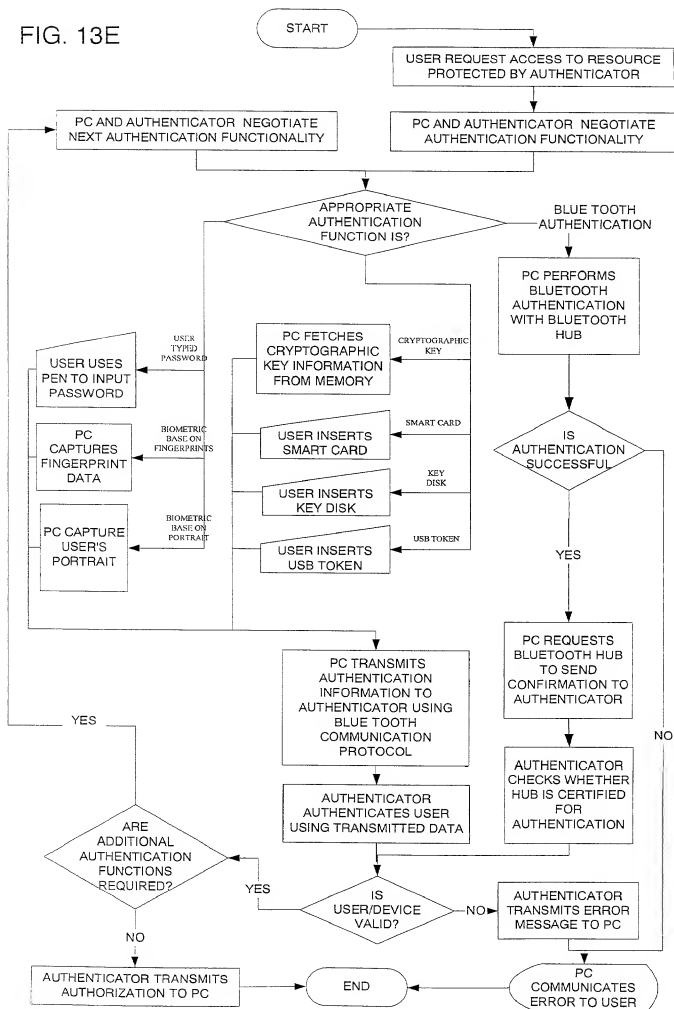 FIG. 13E
START
USER REQUEST ACCESS TO RESOURCE
PROTECTED BY AUTHENTICATOR
PC AND AUTHENTICATOR NEGOTIATE
NEXT AUTHENTICATION FUNCTIONALITY
PC AND AUTHENTICATOR NEGOTIATE
AUTHENTICATION FUNCTIONALITY
APPROPRIATE
AUTHENTICATION
FUNCTION IS?
BLUE TOOTH
AUTHENTICATION
PC PERFORMS
BLUETOOTH
AUTHENTICATION
WITH BLUETOOTH
HUB
USER
TYPED
PASSWORD
USER USES
PEN TO INPUT
PASSWORD
PC FETCHES
CRYPTOGRAPHIC
KEY INFORMATION
FROM MEMORY
CRYPTOGRAPHIC
KEY
BIOMETRIC
BASE ON
FINGERPRINTS
PC
CAPTURES
FINGERPRINT
DATA
USER INSERTS
SMART CARD
SMART CARD
IS
AUTHENTICATION
SUCCESSFUL
USER INSERTS
KEY DISK
KEY
DISK
BIOMETRIC
BASE ON
PORTRAIT
PC CAPTURE
USER'S
PORTRAIT
USER INSERTS
USB TOKEN
USB TOKEN
YES
PC TRANSMITS
AUTHENTICATION
INFORMATION TO
AUTHENTICATOR USING
BLUE TOOTH
COMMUNICATION
PROTOCOL
PC REQUESTS
BLUETOOTH HUB
TO SEND
CONFIRMATION TO
AUTHENTICATOR
YES
NO
AUTHENTICATOR
AUTHENTICATES USER
USING TRANSMITTED DATA
AUTHENTICATOR
CHECKS WHETHER
HUB IS CERTIFIED
FOR
AUTHENTICATION
ARE
ADDITIONAL
AUTHENTICATION
FUNCTIONS
REQUIRED?
YES
IS
USER/DEVICE
VALID?
NO
AUTHENTICATOR
TRANSMITS ERROR
MESSAGE TO PC
NO
AUTHENTICATOR TRANSMITS
AUTHORIZATION TO PC
END
PC
COMMUNICATES
ERROR TO USER